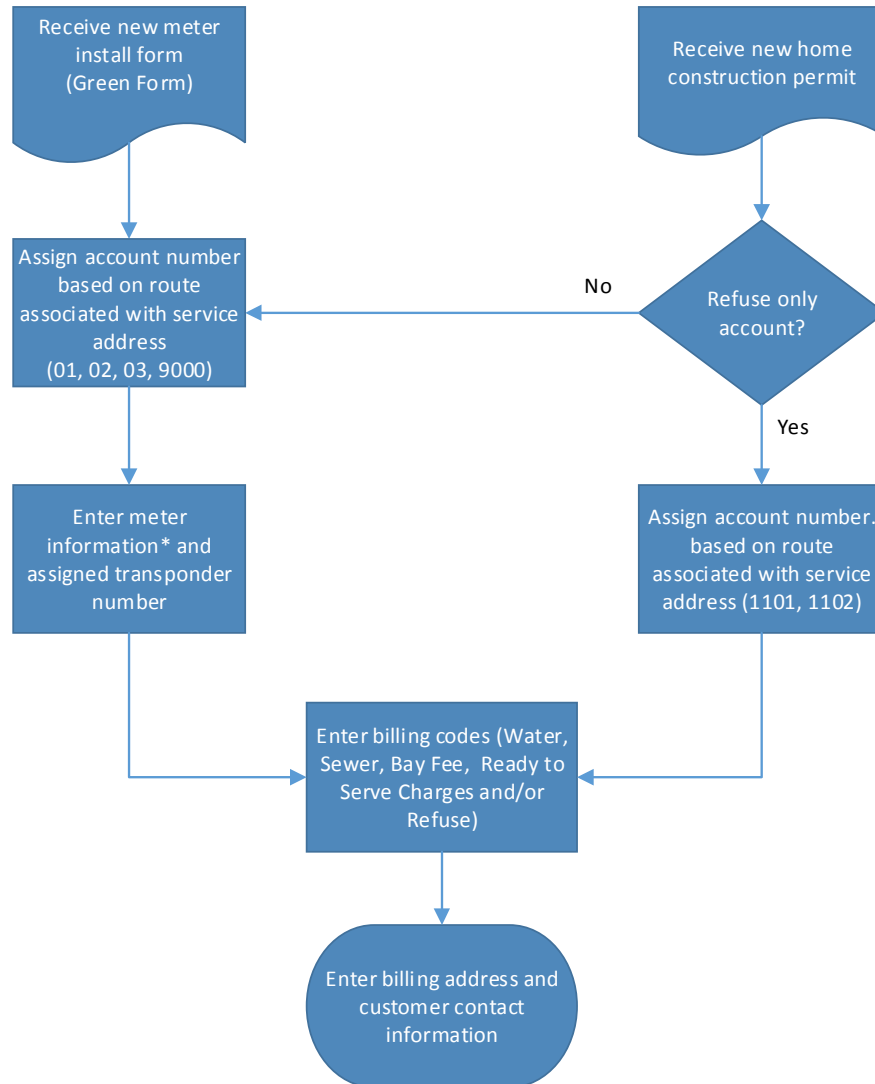 Receive new meter
install form
(Green Form)
Receive new home
construction permit
Assign account number
based on route
associated with service
address
(01, 02, 03, 9000)
No
Refuse only
account?
Yes
Enter meter
information* and
assigned transponder
number
Assign account number.
based on route
associated with service
address (1101, 1102)
Enter billing codes (Water,
Sewer, Bay Fee,  Ready to
Serve Charges and/or
Refuse)
Enter billing address and
customer contact
information